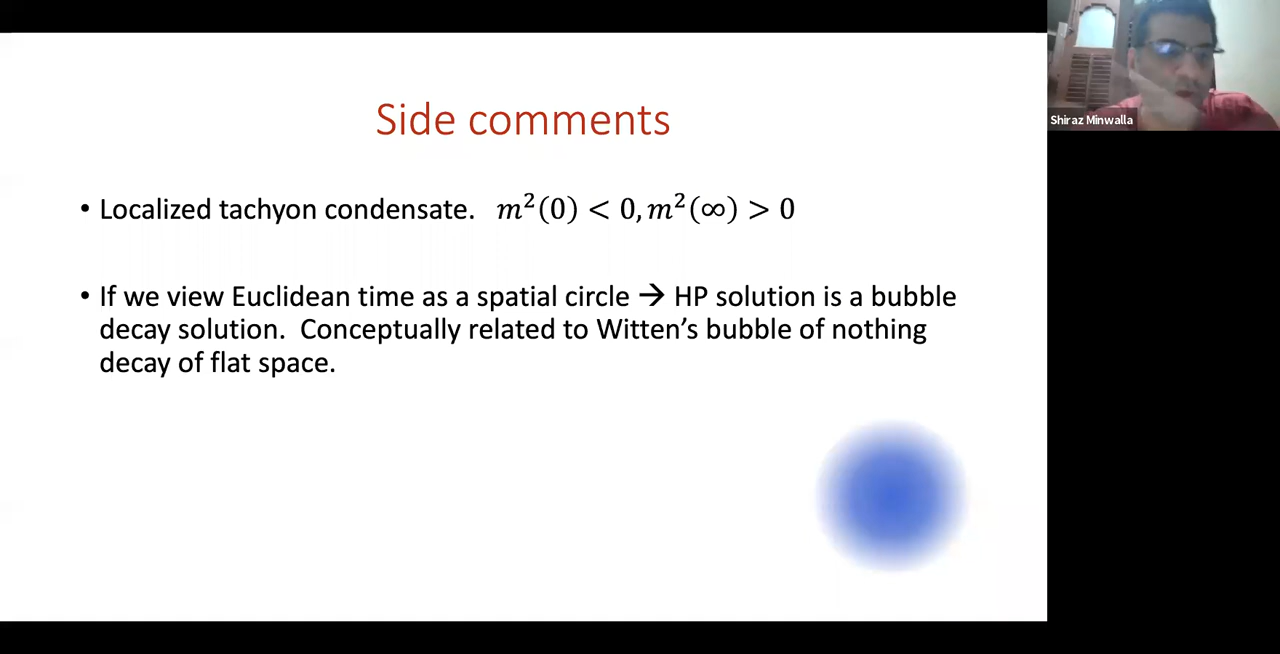 Side comments
• Localized tachyon condensate. m²(0) < 0, m²(∞) > 0
• If we view Euclidean time as a spatial circle → HP solution is a bubble
decay solution. Conceptually related to Witten’s bubble of nothing
decay of flat space.
Shiraz Minwalla